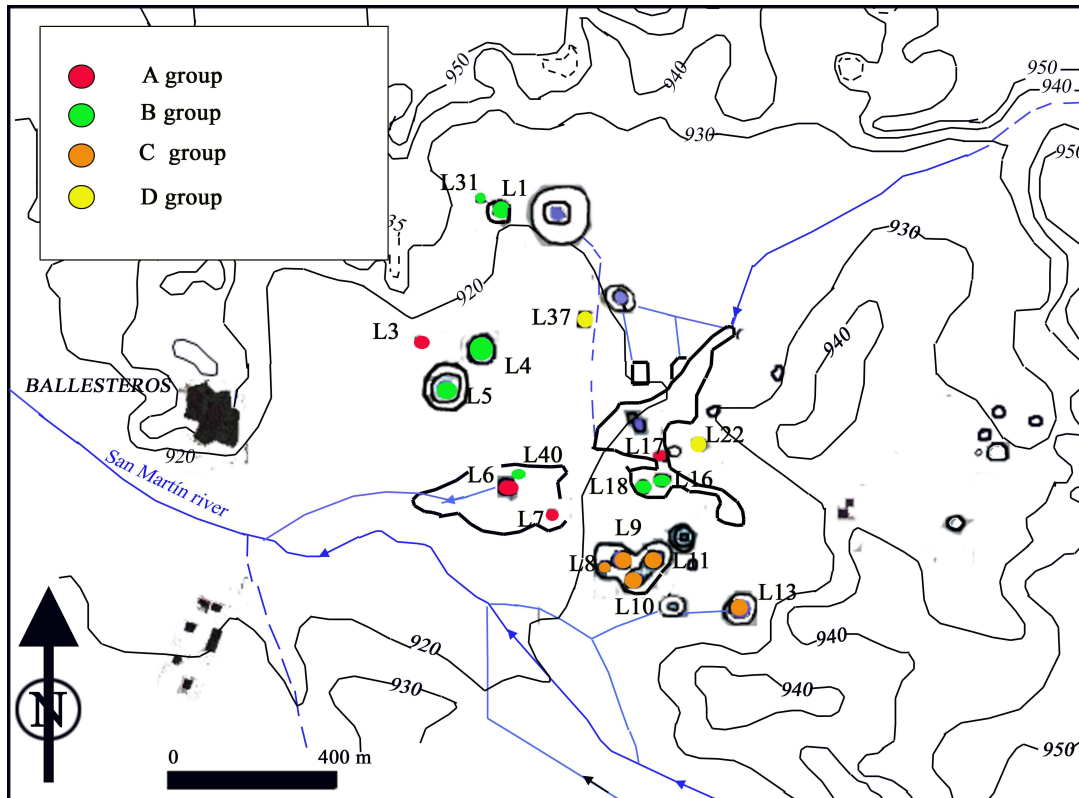 A group
B group
C group
D group
950
940
930
950
940
950
L31
L1
35
920
930
L37
L3
940
L4
BALLESTEROS
L5
920
L17
L22
L40
L6
L18
L16
San Martín river
L7
L9
L8
L11
L10
L13
920
940
930
940
950
N
0
400 m